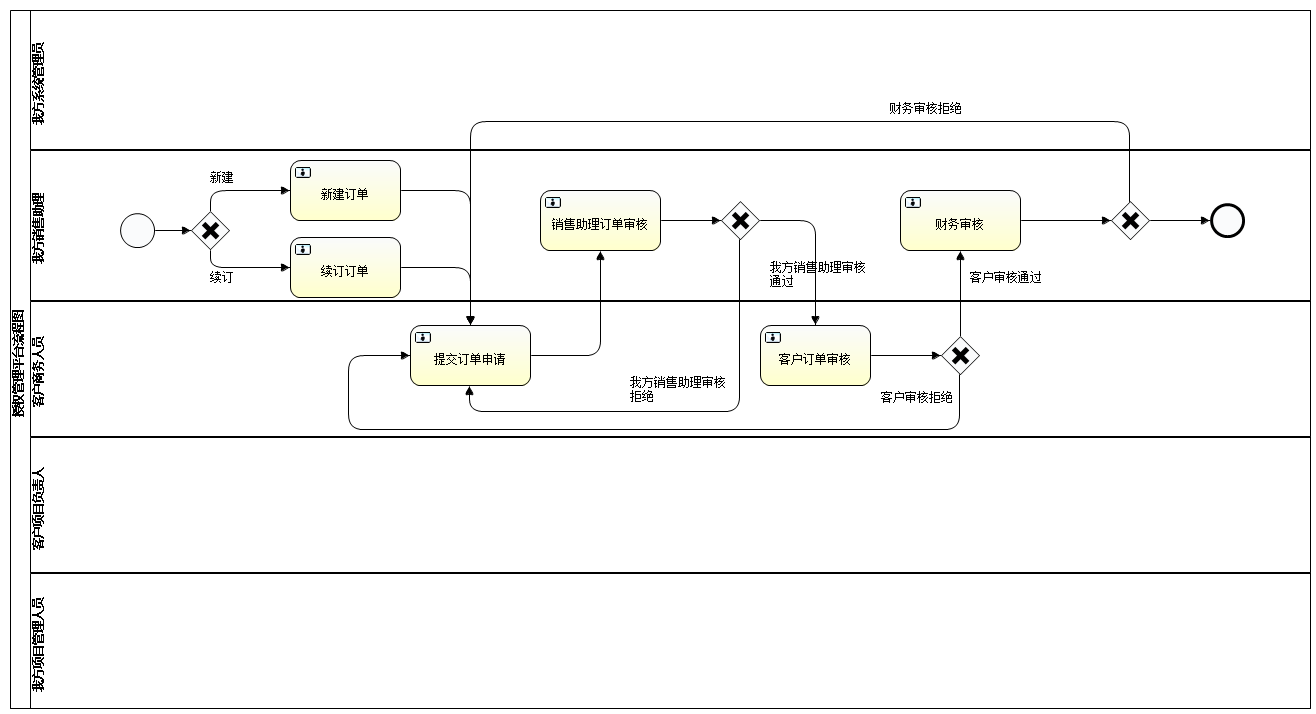 授权管理平台流程图
我方系统管理员
财务审核拒绝
我方销售助理
新建
新建订单
续订
续订订单
销售助理订单审核
我方销售助理审核
通过
财务审核
客户审核通过
客户商务人员
提交订单申请
我方销售助理审核
拒绝
客户订单审核
客户审核拒绝
客户项目负责人
我方项目管理人员